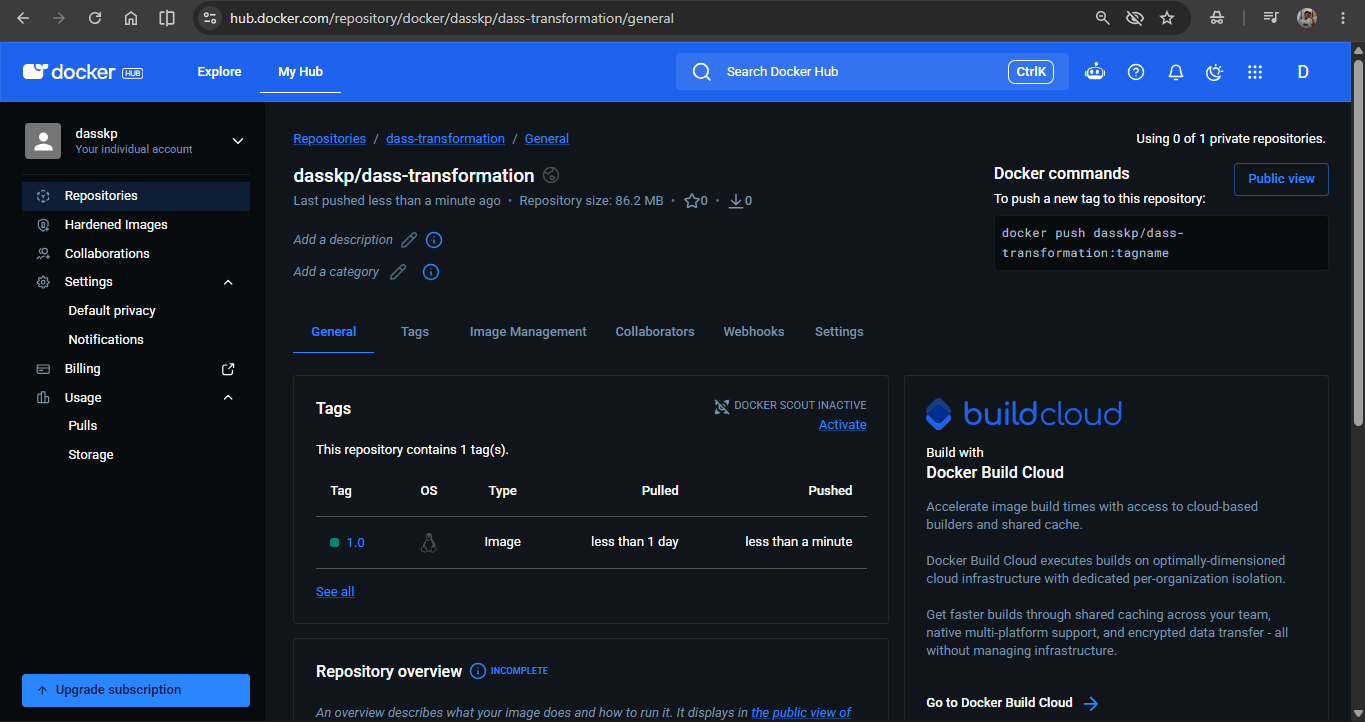 hub.docker.com/repository/docker/dasskp/dass-transformation/general
docker HUB
Explore
My Hub
Search Docker Hub
CtrlK
D
dasskp
Your individual account
Repositories
Hardened Images
Collaborations
Settings
Default privacy
Notifications
Billing
Usage
Pulls
Storage
Upgrade subscription
Repositories / dass-transformation / General
Using 0 of 1 private repositories.
dasskp/dass-transformation
Last pushed less than a minute ago • Repository size: 86.2 MB • 0 • 0
Add a description
Add a category
Docker commands
Public view
To push a new tag to this repository:
docker push dasskp/dass-
transformation:tagname
General
Tags
Image Management
Collaborators
Webhooks
Settings
Tags
DOCKER SCOUT INACTIVE
Activate
This repository contains 1 tag(s).
Tag OS Type Pulled Pushed
1.0 Image less than 1 day less than a minute
See all
Repository overview INCOMPLETE
An overview describes what your image does and how to run it. It displays in the public view of
buildcloud
Build with
Docker Build Cloud
Accelerate image build times with access to cloud-based
builders and shared cache.
Docker Build Cloud executes builds on optimally-dimensioned
cloud infrastructure with dedicated per-organization isolation.
Get faster builds through shared caching across your team,
native multi-platform support, and encrypted data transfer - all
without managing infrastructure.
Go to Docker Build Cloud